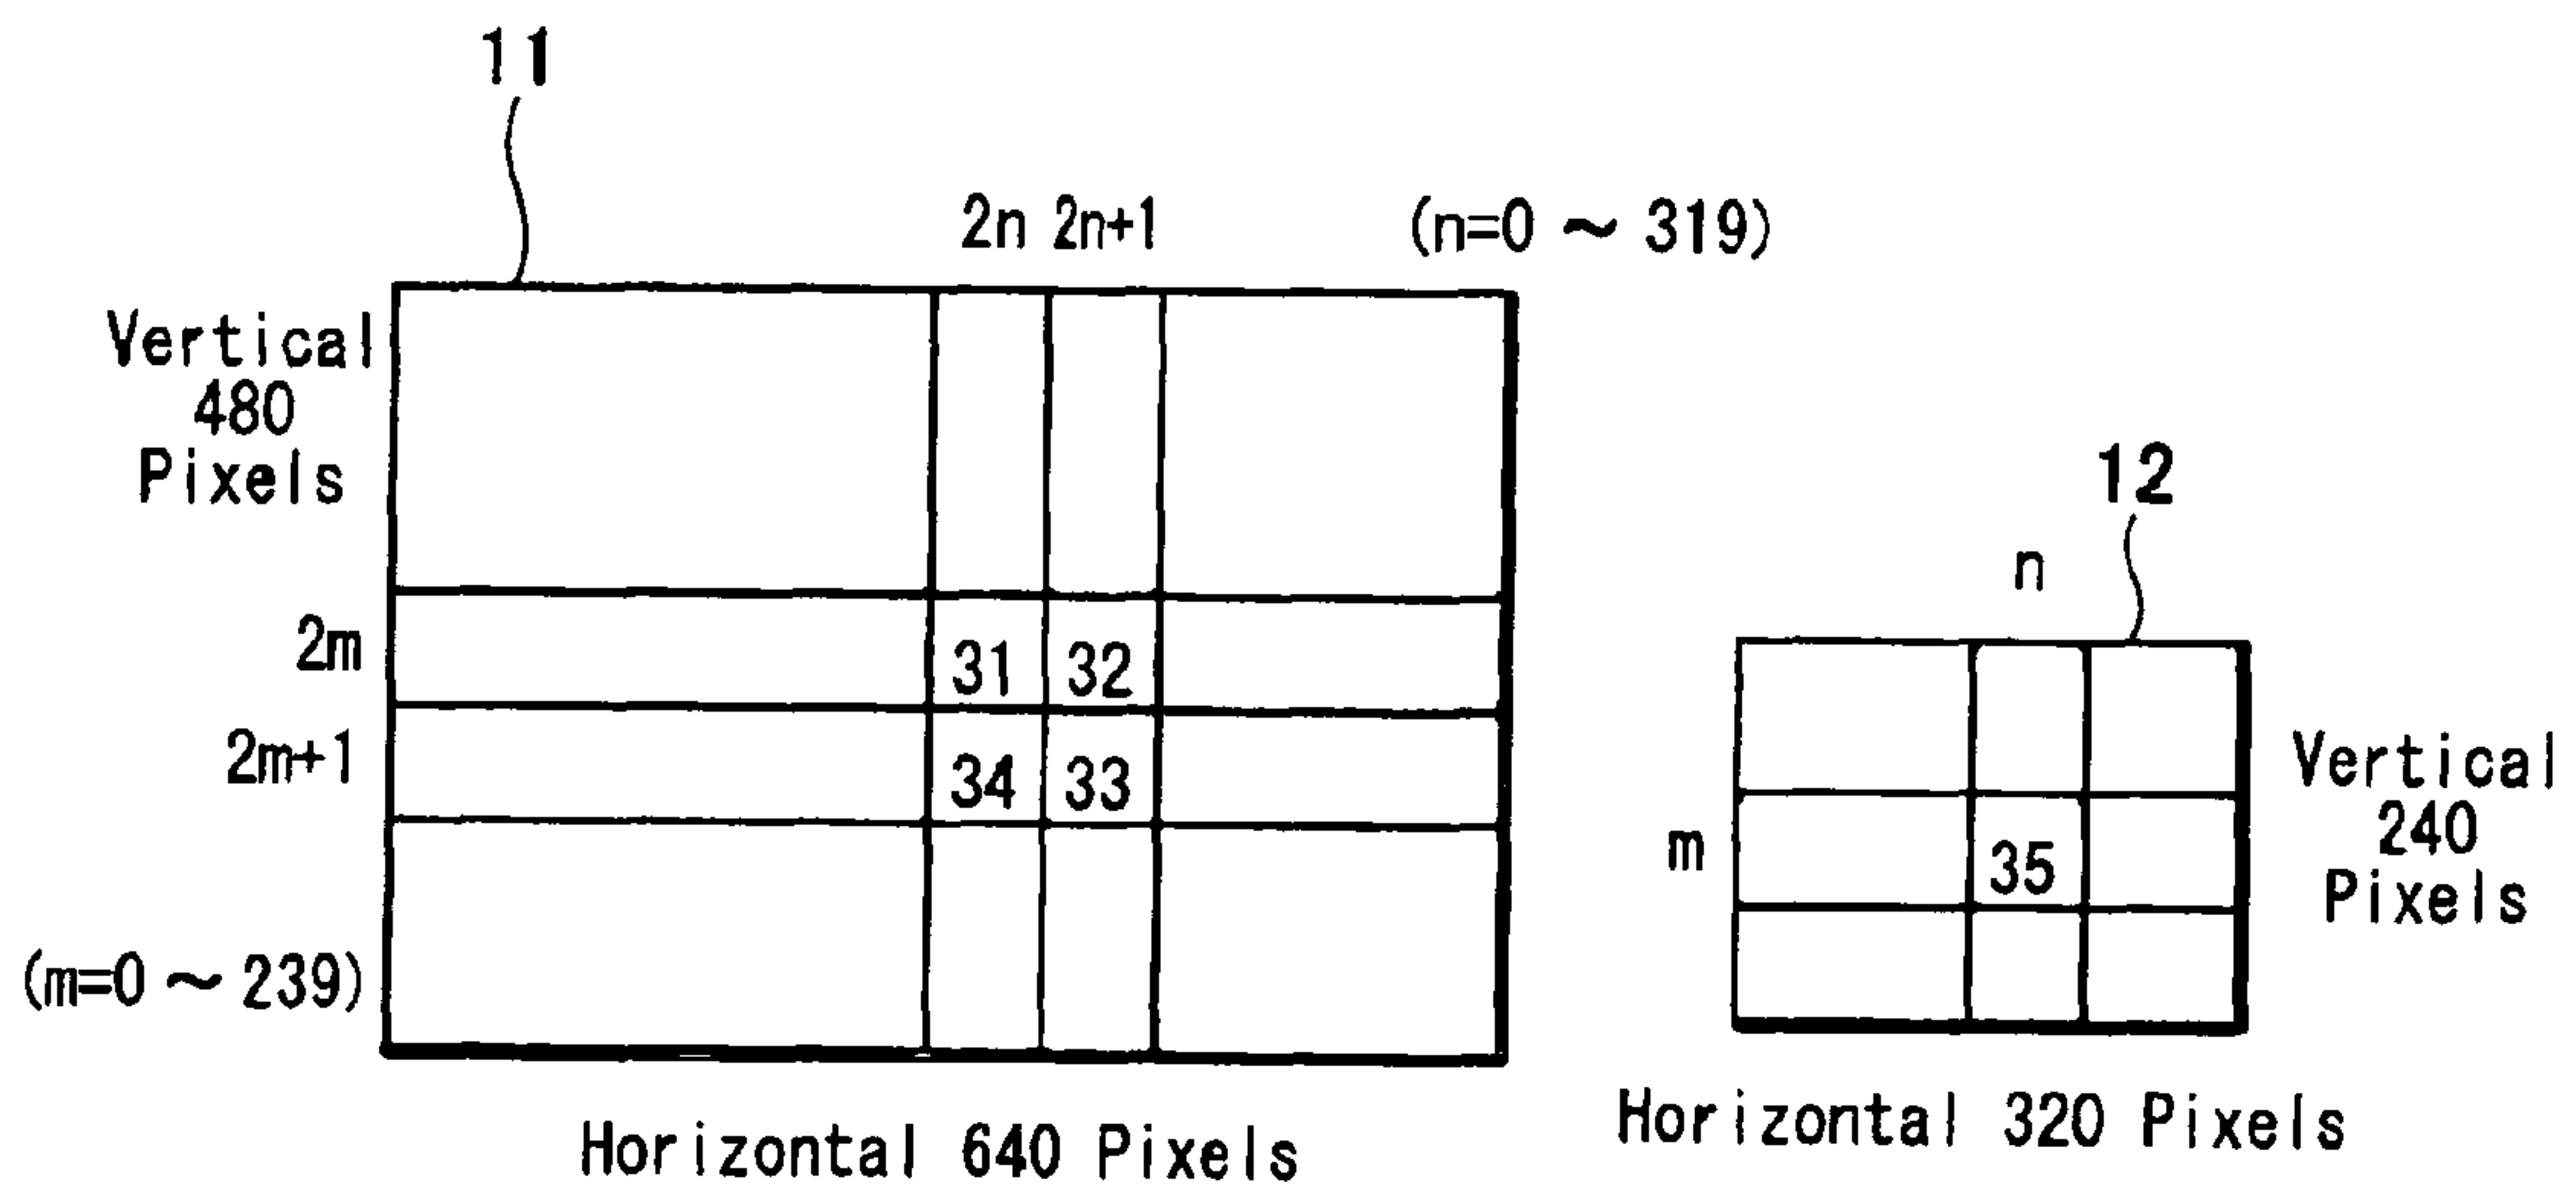 11
2n 2n+1 (n=0 ~ 319)
Vertical
480
Pixels
2m
31 32
2m+1
34 33
(m=0 ~ 239)
Horizontal 640 Pixels
12
n
m
35
Vertical
240
Pixels
Horizontal 320 Pixels